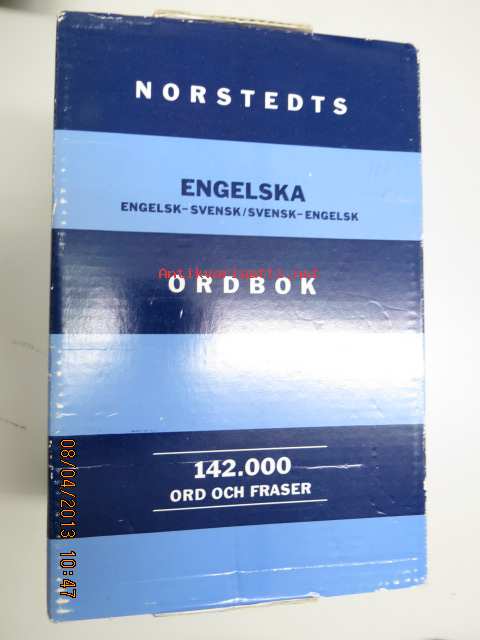 NORSTEDTS
ENGELSKA
ENGELSK-SVENSK/SVENSK-ENGELSK
Antikvariaatti.net
ORDBOK
142.000
ORD OCH FRASER
08/04/2013 10:47